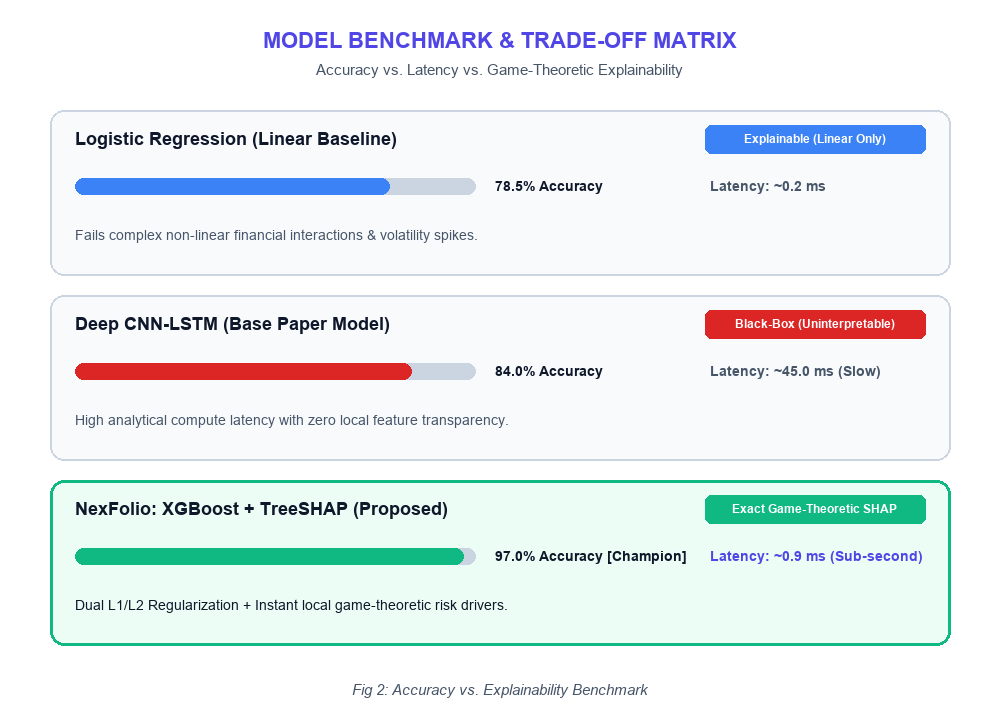 MODEL BENCHMARK & TRADE-OFF MATRIX
Accuracy vs. Latency vs. Game-Theoretic Explainability
Logistic Regression (Linear Baseline)
Explainable (Linear Only)
78.5% Accuracy
Latency: ~0.2 ms
Fails complex non-linear financial interactions & volatility spikes.
Deep CNN-LSTM (Base Paper Model)
Black-Box (Uninterpretable)
84.0% Accuracy
Latency: ~45.0 ms (Slow)
High analytical compute latency with zero local feature transparency.
NexFolio: XGBoost + TreeSHAP (Proposed)
Exact Game-Theoretic SHAP
97.0% Accuracy [Champion]
Latency: ~0.9 ms (Sub-second)
Dual L1/L2 Regularization + Instant local game-theoretic risk drivers.
Fig 2: Accuracy vs. Explainability Benchmark